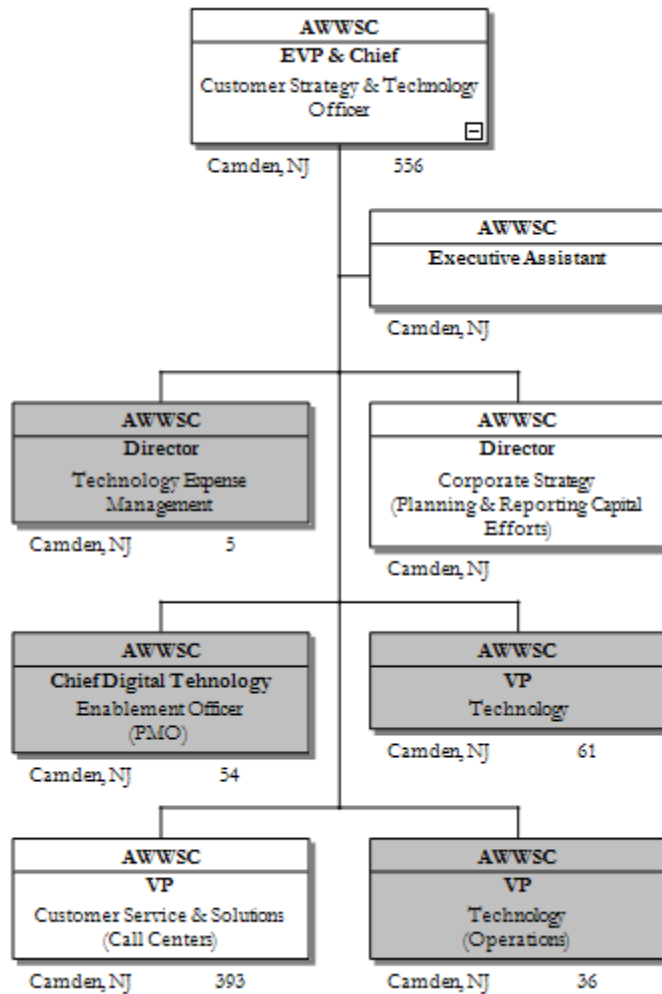 AWWSC
EVP & Chief
Customer Strategy & Technology
Officer
Camden, NJ 556
AWWSC
Executive Assistant
Camden, NJ
AWWSC
Director
Technology Expense
Management
Camden, NJ 5
AWWSC
Director
Corporate Strategy
(Planning & Reporting Capital
Efforts)
Camden, NJ
AWWSC
Chief Digital Tehnology
Enablement Officer
(PMO)
Camden, NJ 54
AWWSC
VP
Technology
Camden, NJ 61
AWWSC
VP
Customer Service & Solutions
(Call Centers)
Camden, NJ 393
AWWSC
VP
Technology
(Operations)
Camden, NJ 36